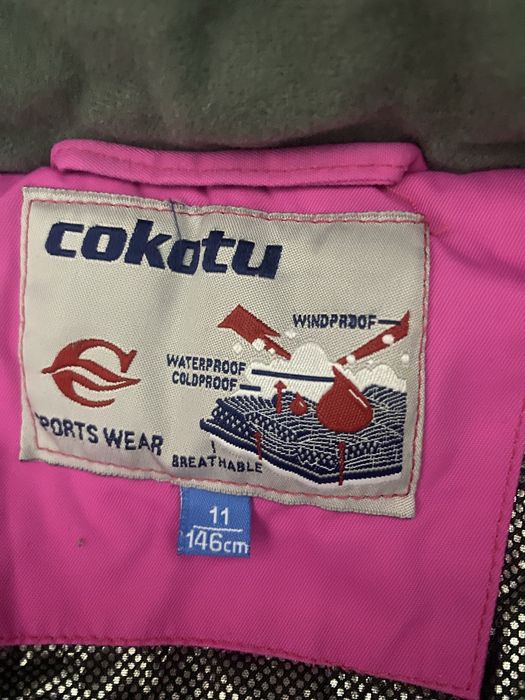 cokotu
WINDPROOF
WATERPROOF
COLDPROOF
SPORTS WEAR
BREATHABLE
11
146cm